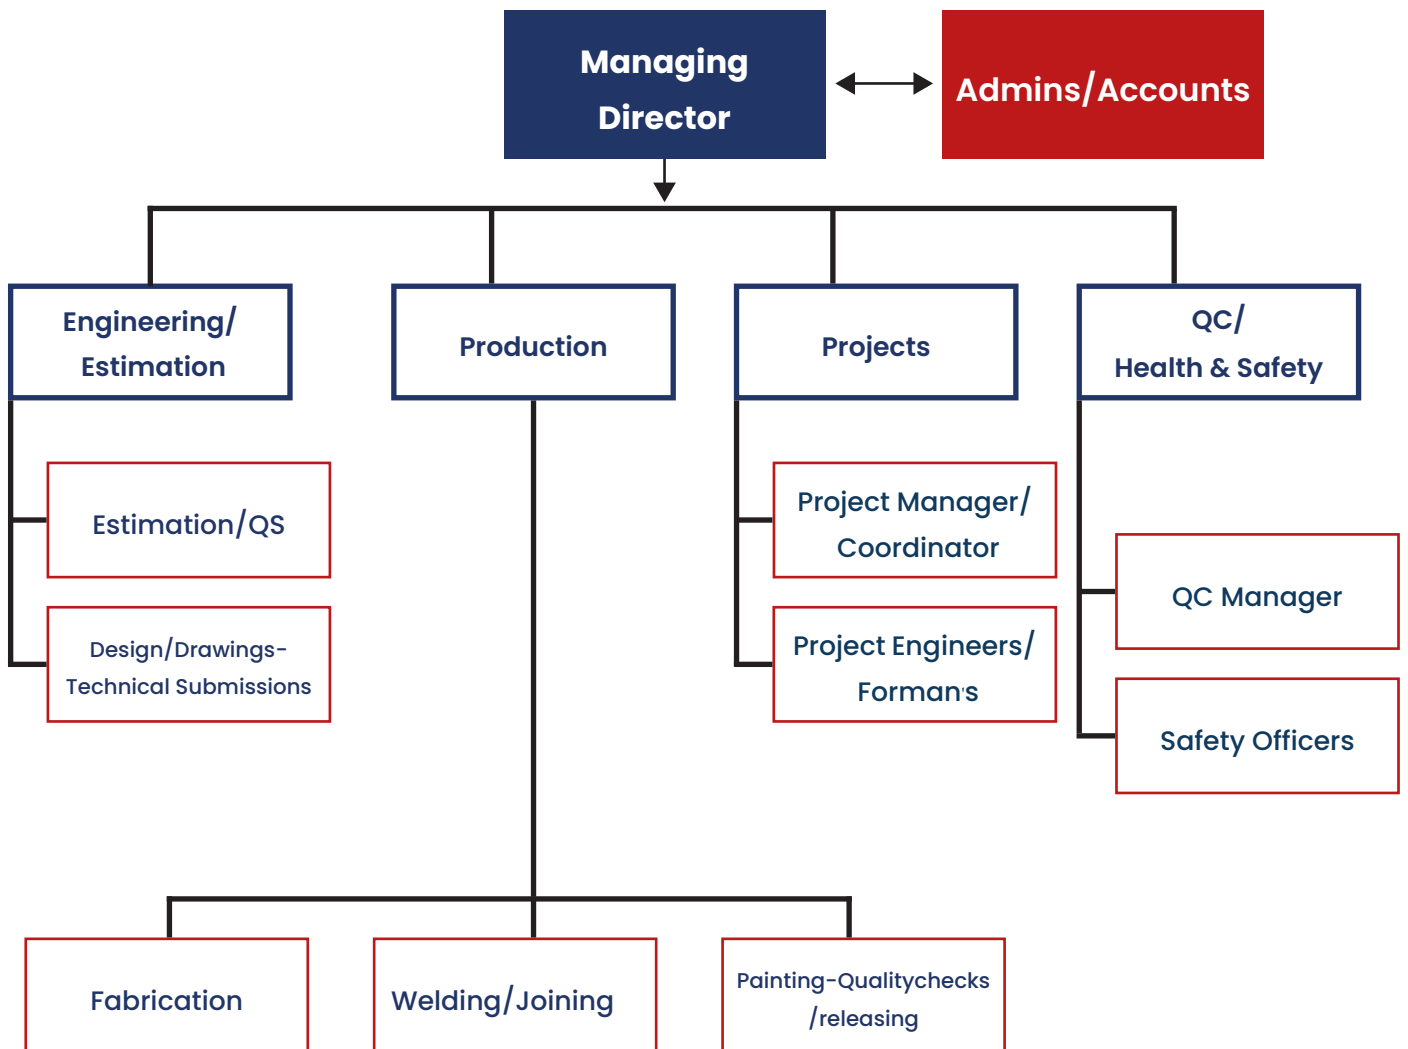 Managing
Director
Admins/Accounts
Engineering/
Estimation
Production
Projects
QC/
Health & Safety
Estimation/QS
Design/Drawings-
Technical Submissions
Project Manager/
Coordinator
Project Engineers/
Forman's
QC Manager
Safety Officers
Fabrication
Welding/Joining
Painting-Qualitychecks
/releasing